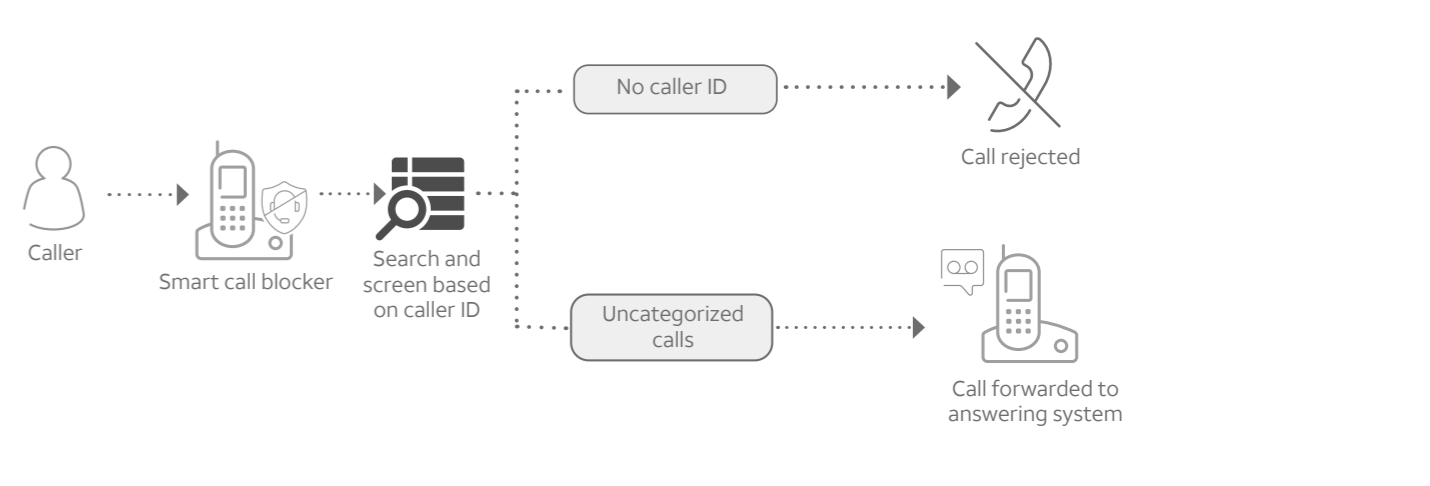 Caller
Smart call blocker
Search and
screen based
on caller ID
No caller ID
Call rejected
Uncategorized
calls
Call forwarded to
answering system